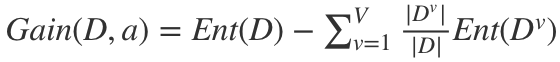 Gain(D, a) = Ent(D) − ∑_{v=1}^{V} \frac{|D^v|}{|D|} Ent(D^v)